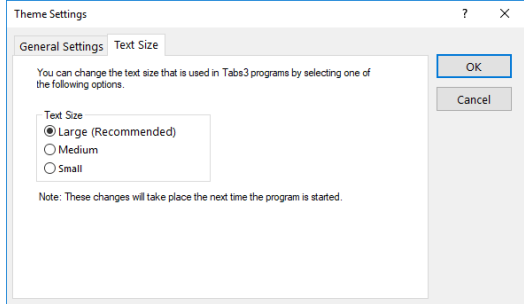 Theme Settings
General Settings
Text Size
You can change the text size that is used in Tabs3 programs by selecting one of
the following options.
Text Size
Large (Recommended)
Medium
Small
Note: These changes will take place the next time the program is started.
OK
Cancel